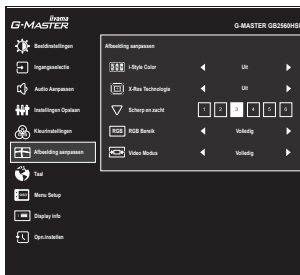 iiyama
G-MASTER
G-MASTER GB2560HSU
Beeldinstellingen
Ingangsselectie
Audio Aanpassen
Instellingen Opslaan
Kleurinstellingen
Afbeelding aanpassen
Taal
Menu Setup
Display info
Opn.instellen
Afbeelding aanpassen
i-Style Color
Uit
X-Res Technologie
Uit
Scherp en zacht
1 2 3 4 5 6
RGB
RGB Bereik
Volledig
Video Modus
Volledig